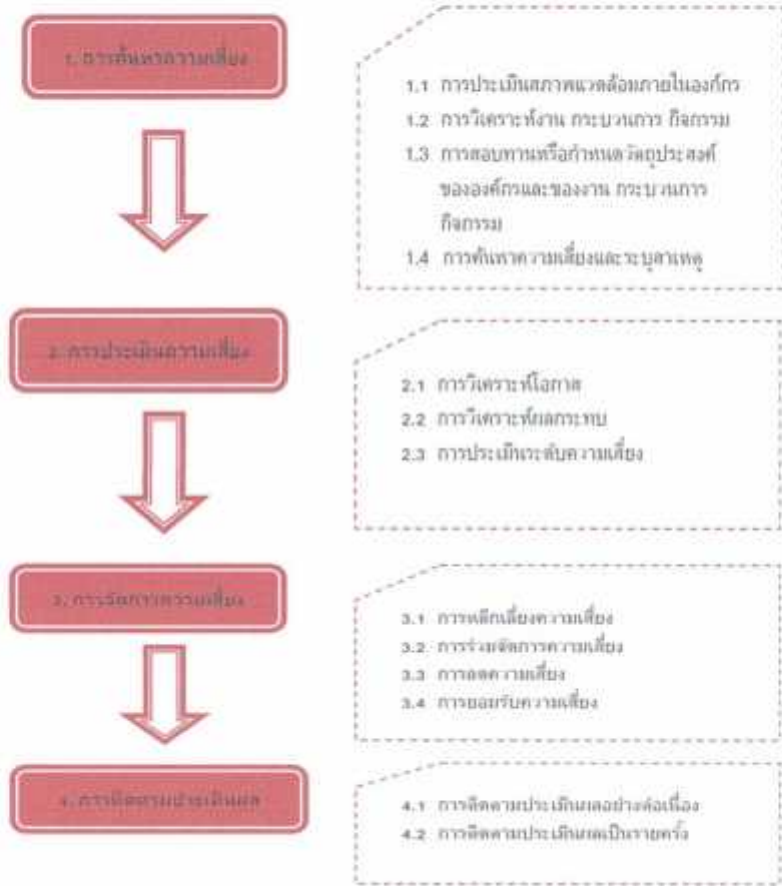 1. การค้นหาความเสี่ยง
1.1 การประเมินสภาพแวดล้อมภายในองค์กร
1.2 การวิเคราะห์งาน กระบวนการ กิจกรรม
1.3 การสอบทานหรือกำหนดวัตถุประสงค์
ขององค์กรและของงาน กระบวนการ
กิจกรรม
1.4 การค้นหาความเสี่ยงและระบุสาเหตุ
2. การประเมินความเสี่ยง
2.1 การวิเคราะห์โอกาส
2.2 การวิเคราะห์ผลกระทบ
2.3 การประเมินระดับความเสี่ยง
3. การจัดการความเสี่ยง
3.1 การหลีกเลี่ยงความเสี่ยง
3.2 การร่วมจัดการความเสี่ยง
3.3 การลดความเสี่ยง
3.4 การยอมรับความเสี่ยง
4. การติดตามประเมินผล
4.1 การติดตามประเมินผลอย่างต่อเนื่อง
4.2 การติดตามประเมินผลเป็นรายครั้ง